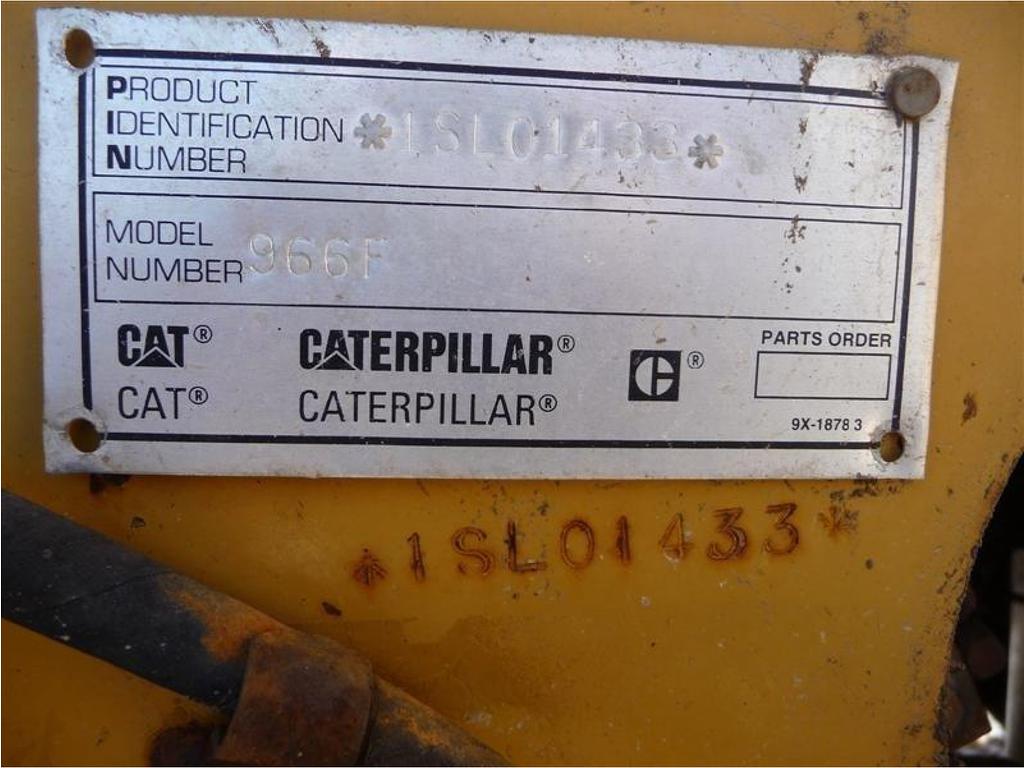 PRODUCT
IDENTIFICATION *1SL01433*
NUMBER
MODEL
NUMBER 966F
CAT® CATERPILLAR® C® PARTS ORDER
CAT® CATERPILLAR®
9X-1878 3
*1SL01433*